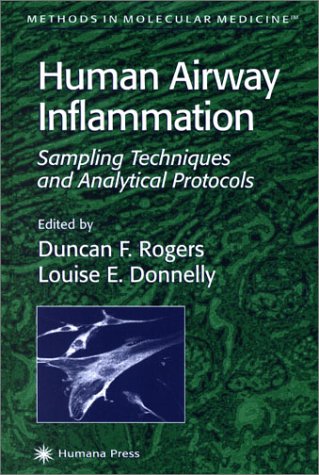 METHODS IN MOLECULAR MEDICINE™
Human Airway
Inflammation
Sampling Techniques
and Analytical Protocols
Edited by
Duncan F. Rogers
Louise E. Donnelly
Humana Press